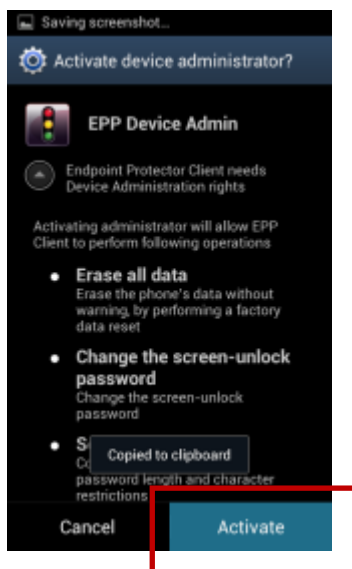 Saving screenshot...
Activate device administrator?
EPP Device Admin
Endpoint Protector Client needs
Device Administration rights
Activating administrator will allow EPP
Client to perform following operations
Erase all data
Erase the phone's data without
warning, by performing a factory
data reset
Change the screen-unlock
password
Change the screen-unlock
password
Copied to clipboard
password length and character
restrictions
Cancel
Activate